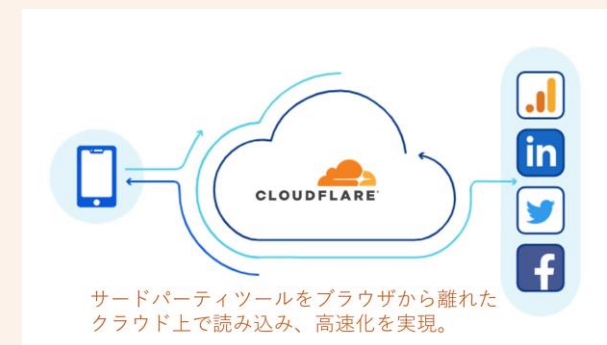 CLOUDFLARE
in
f
サードパーティツールをブラウザから離れた
クラウド上で読み込み、高速化を実現。